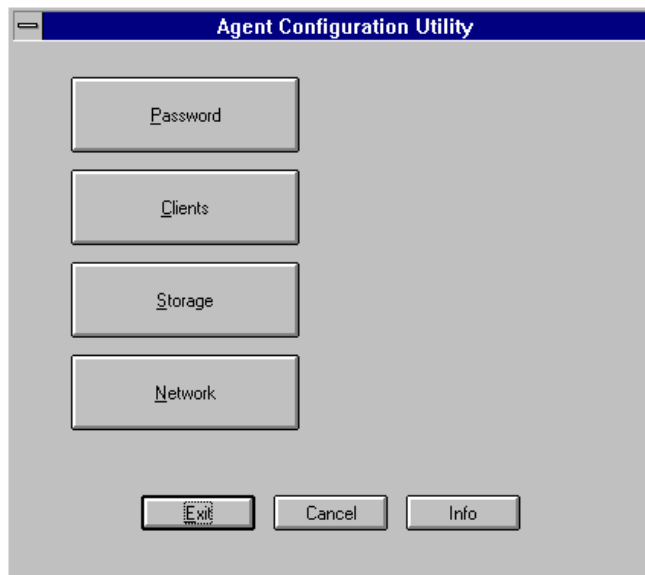 Agent Configuration Utility
Password
Clients
Storage
Network
Exit Cancel Info